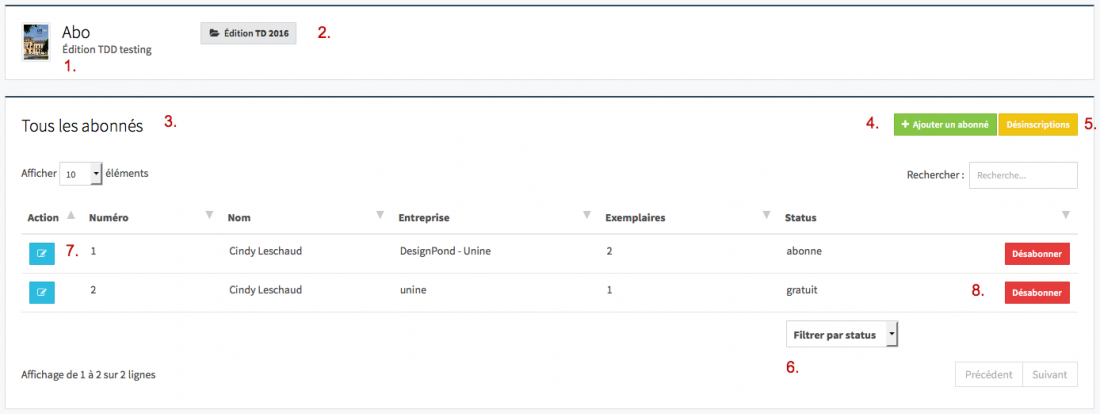 Abo
Édition TD 2016
2.
Édition TDD testing
1.
Tous les abonnés
3.
4.
+ Ajouter un abonné
Désinscriptions
5.
Afficher 10 éléments
Rechercher : Recherche...
Action Numéro Nom Entreprise Exemplaires Status
7. 1 Cindy Leschaud DesignPond - Unine 2 abonne Désabonner
2 Cindy Leschaud unine 1 gratuit 8. Désabonner
Filtrer par status
6.
Affichage de 1 à 2 sur 2 lignes
Précédent Suivant